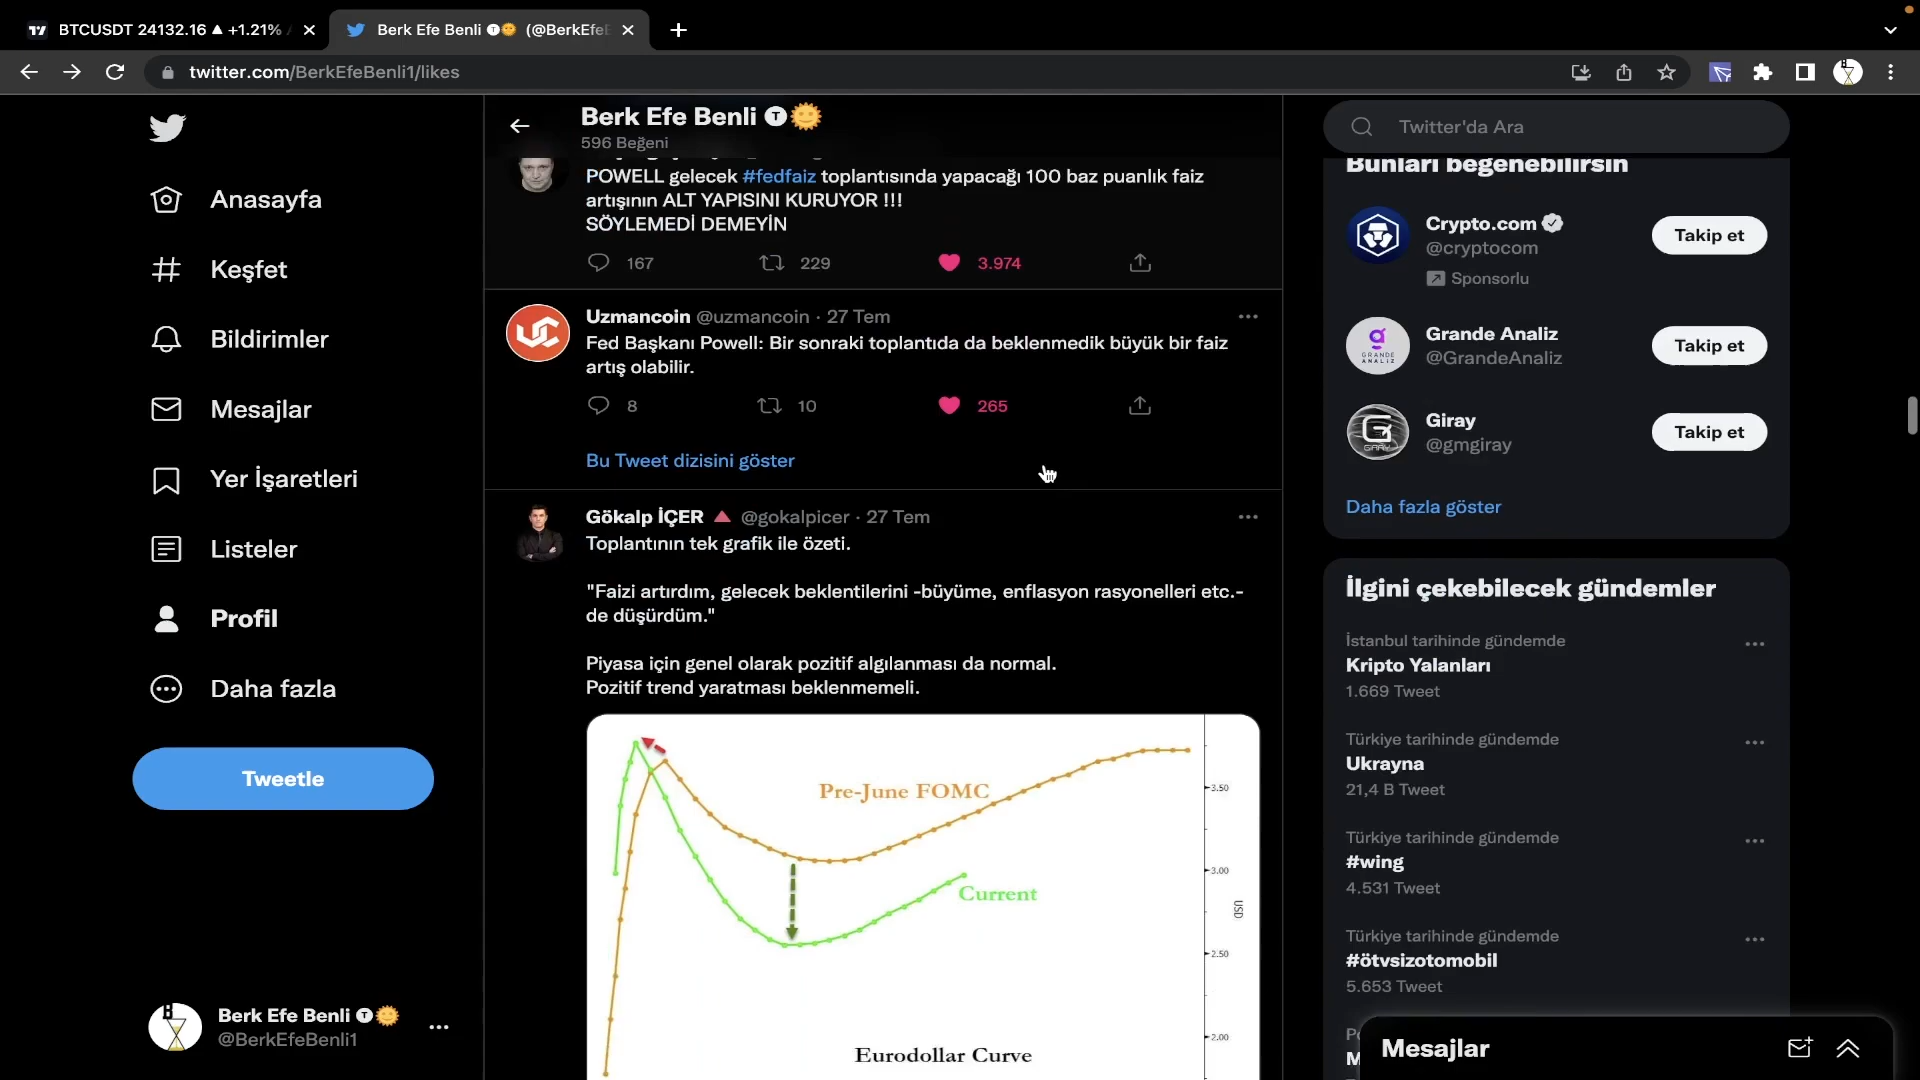 BTCUSDT 24132.16 ▲ +1.21%
Berk Efe Benli T🌞 (@BerkEfeB
twitter.com/BerkEfeBenli1/likes
Anasayfa
Keşfet
Bildirimler
Mesajlar
Yer İşaretleri
Listeler
Profil
Daha fazla
Tweetle
Berk Efe Benli T🌞
@BerkEfeBenli1
Berk Efe Benli T🌞
596 Beğeni
POWELL gelecek #fedfaiz toplantısında yapacağı 100 baz puanlık faiz
artışının ALT YAPISINI KURUYOR !!!
SÖYLEMEDİ DEMEYİN
167 229 3.974
Uzmancoin @uzmancoin · 27 Tem
Fed Başkanı Powell: Bir sonraki toplantıda da beklenmedik büyük bir faiz
artış olabilir.
8 10 265
Bu Tweet dizisini göster
Gökalp İÇER 🔺 @gokalpicer · 27 Tem
Toplantının tek grafik ile özeti.
"Faizi artırdım, gelecek beklentilerini -büyüme, enflasyon rasyonelleri etc.-
de düşürdüm."
Piyasa için genel olarak pozitif algılanması da normal.
Pozitif trend yaratması beklenmemeli.
Pre-June FOMC
Current
Eurodollar Curve
3.50
3.00
USD
2.50
2.00
Twitter'da Ara
Bunları beğenebilirsin
Crypto.com
@cryptocom
Sponsorlu
Takip et
Grande Analiz
@GrandeAnaliz
Takip et
GRANDE
ANALİZ
Giray
@gmgiray
Takip et
Daha fazla göster
İlgini çekebilecek gündemler
İstanbul tarihinde gündemde
Kripto Yalanları
1.669 Tweet
Türkiye tarihinde gündemde
Ukrayna
21,4 B Tweet
Türkiye tarihinde gündemde
#wing
4.531 Tweet
Türkiye tarihinde gündemde
#ötvsizotomobil
5.653 Tweet
Mesajlar